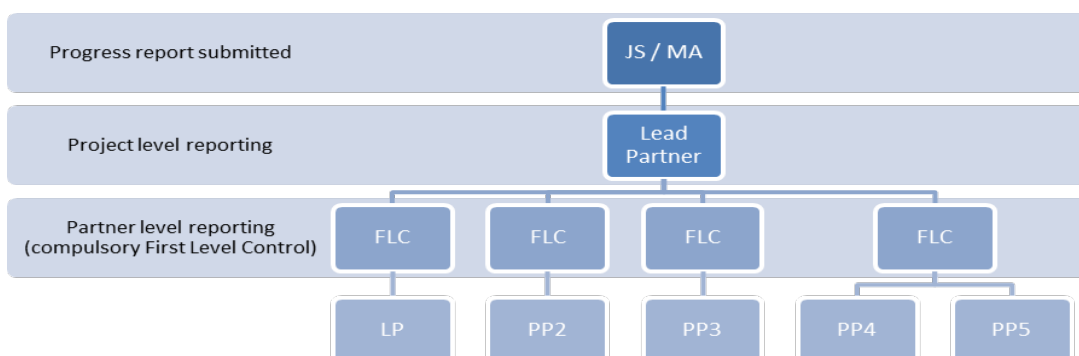 Progress report submitted
JS / MA
Project level reporting
Lead
Partner
Partner level reporting
(compulsory First Level Control)
FLC
FLC
FLC
FLC
LP
PP2
PP3
PP4
PP5